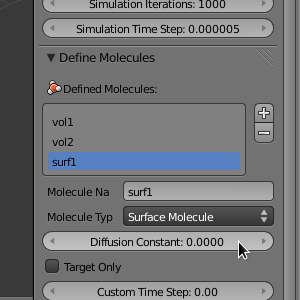 Simulation Iterations: 1000
Simulation Time Step: 0.000005
Define Molecules
Defined Molecules:
vol1
vol2
surf1
Molecule Na surf1
Molecule Typ Surface Molecule
Diffusion Constant: 0.0000
Target Only
Custom Time Step: 0.00